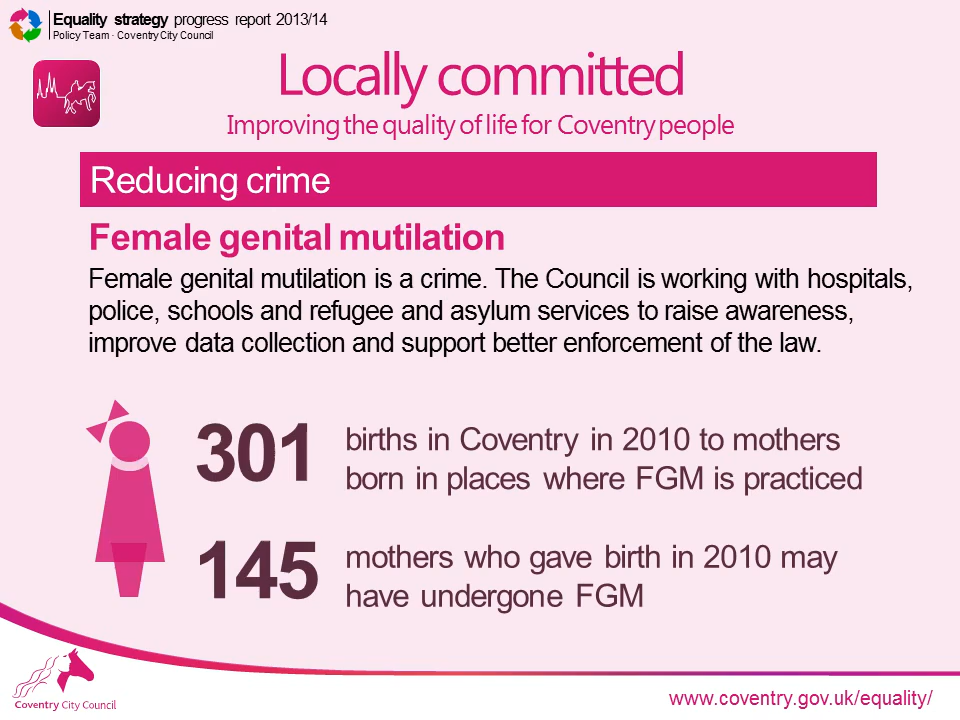 Equality strategy progress report 2013/14
Policy Team · Coventry City Council
Locally committed
Improving the quality of life for Coventry people
Reducing crime
Female genital mutilation
Female genital mutilation is a crime. The Council is working with hospitals,
police, schools and refugee and asylum services to raise awareness,
improve data collection and support better enforcement of the law.
301
births in Coventry in 2010 to mothers
born in places where FGM is practiced
145
mothers who gave birth in 2010 may
have undergone FGM
Coventry City Council
www.coventry.gov.uk/equality/